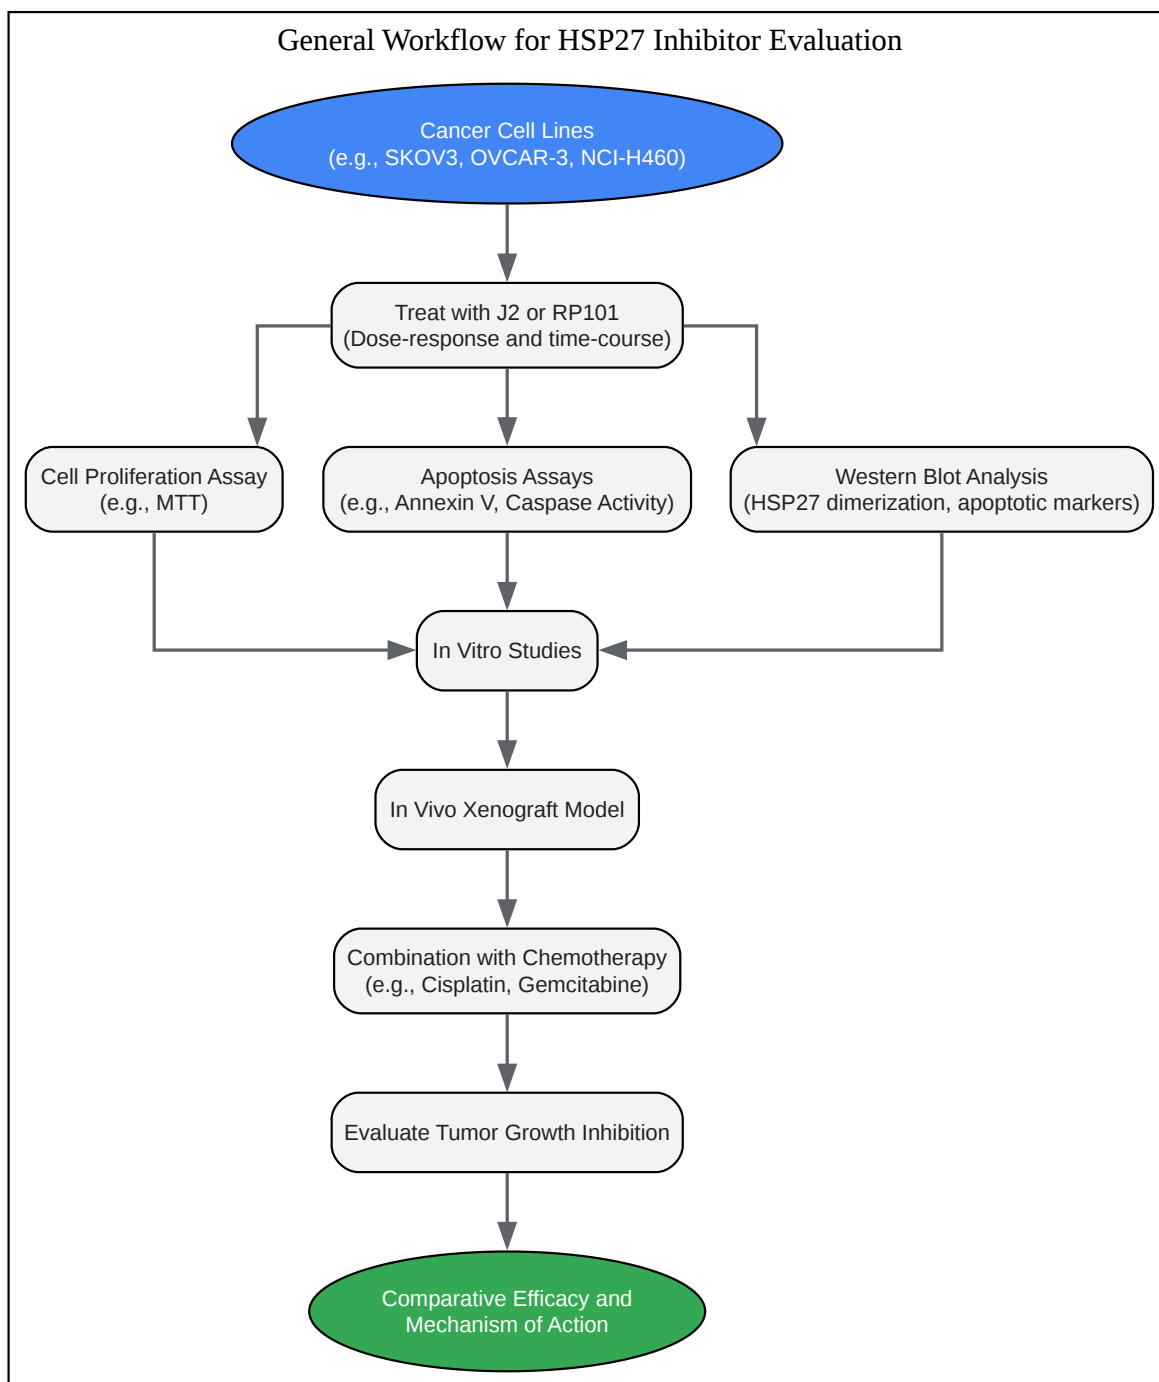 General Workflow for HSP27 Inhibitor Evaluation
Cancer Cell Lines
(e.g., SKOV3, OVCAR-3, NCI-H460)
Treat with J2 or RP101
(Dose-response and time-course)
Cell Proliferation Assay
(e.g., MTT)
Apoptosis Assays
(e.g., Annexin V, Caspase Activity)
Western Blot Analysis
(HSP27 dimerization, apoptotic markers)
In Vitro Studies
In Vivo Xenograft Model
Combination with Chemotherapy
(e.g., Cisplatin, Gemcitabine)
Evaluate Tumor Growth Inhibition
Comparative Efficacy and
Mechanism of Action